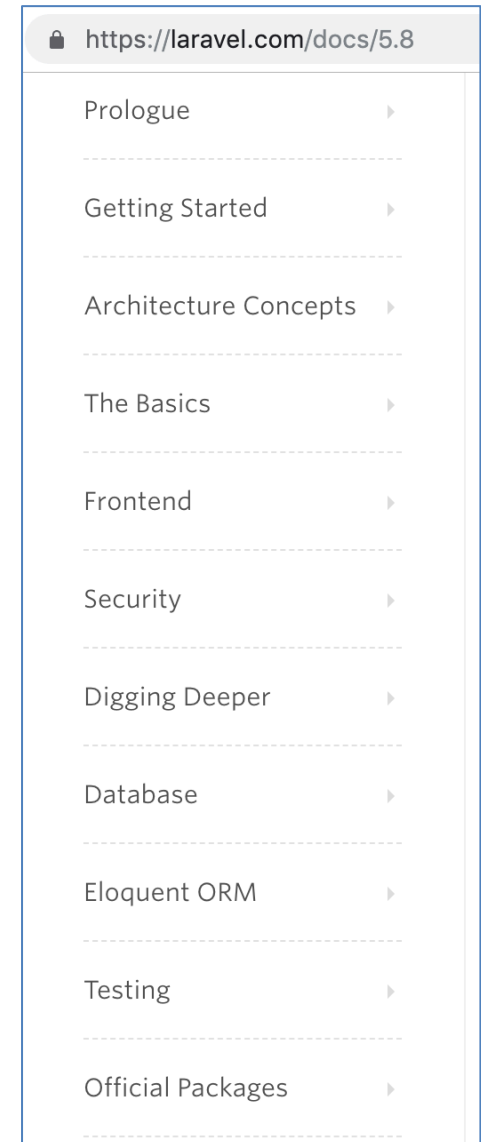 https://laravel.com/docs/5.8
Prologue
Getting Started
Architecture Concepts
The Basics
Frontend
Security
Digging Deeper
Database
Eloquent ORM
Testing
Official Packages